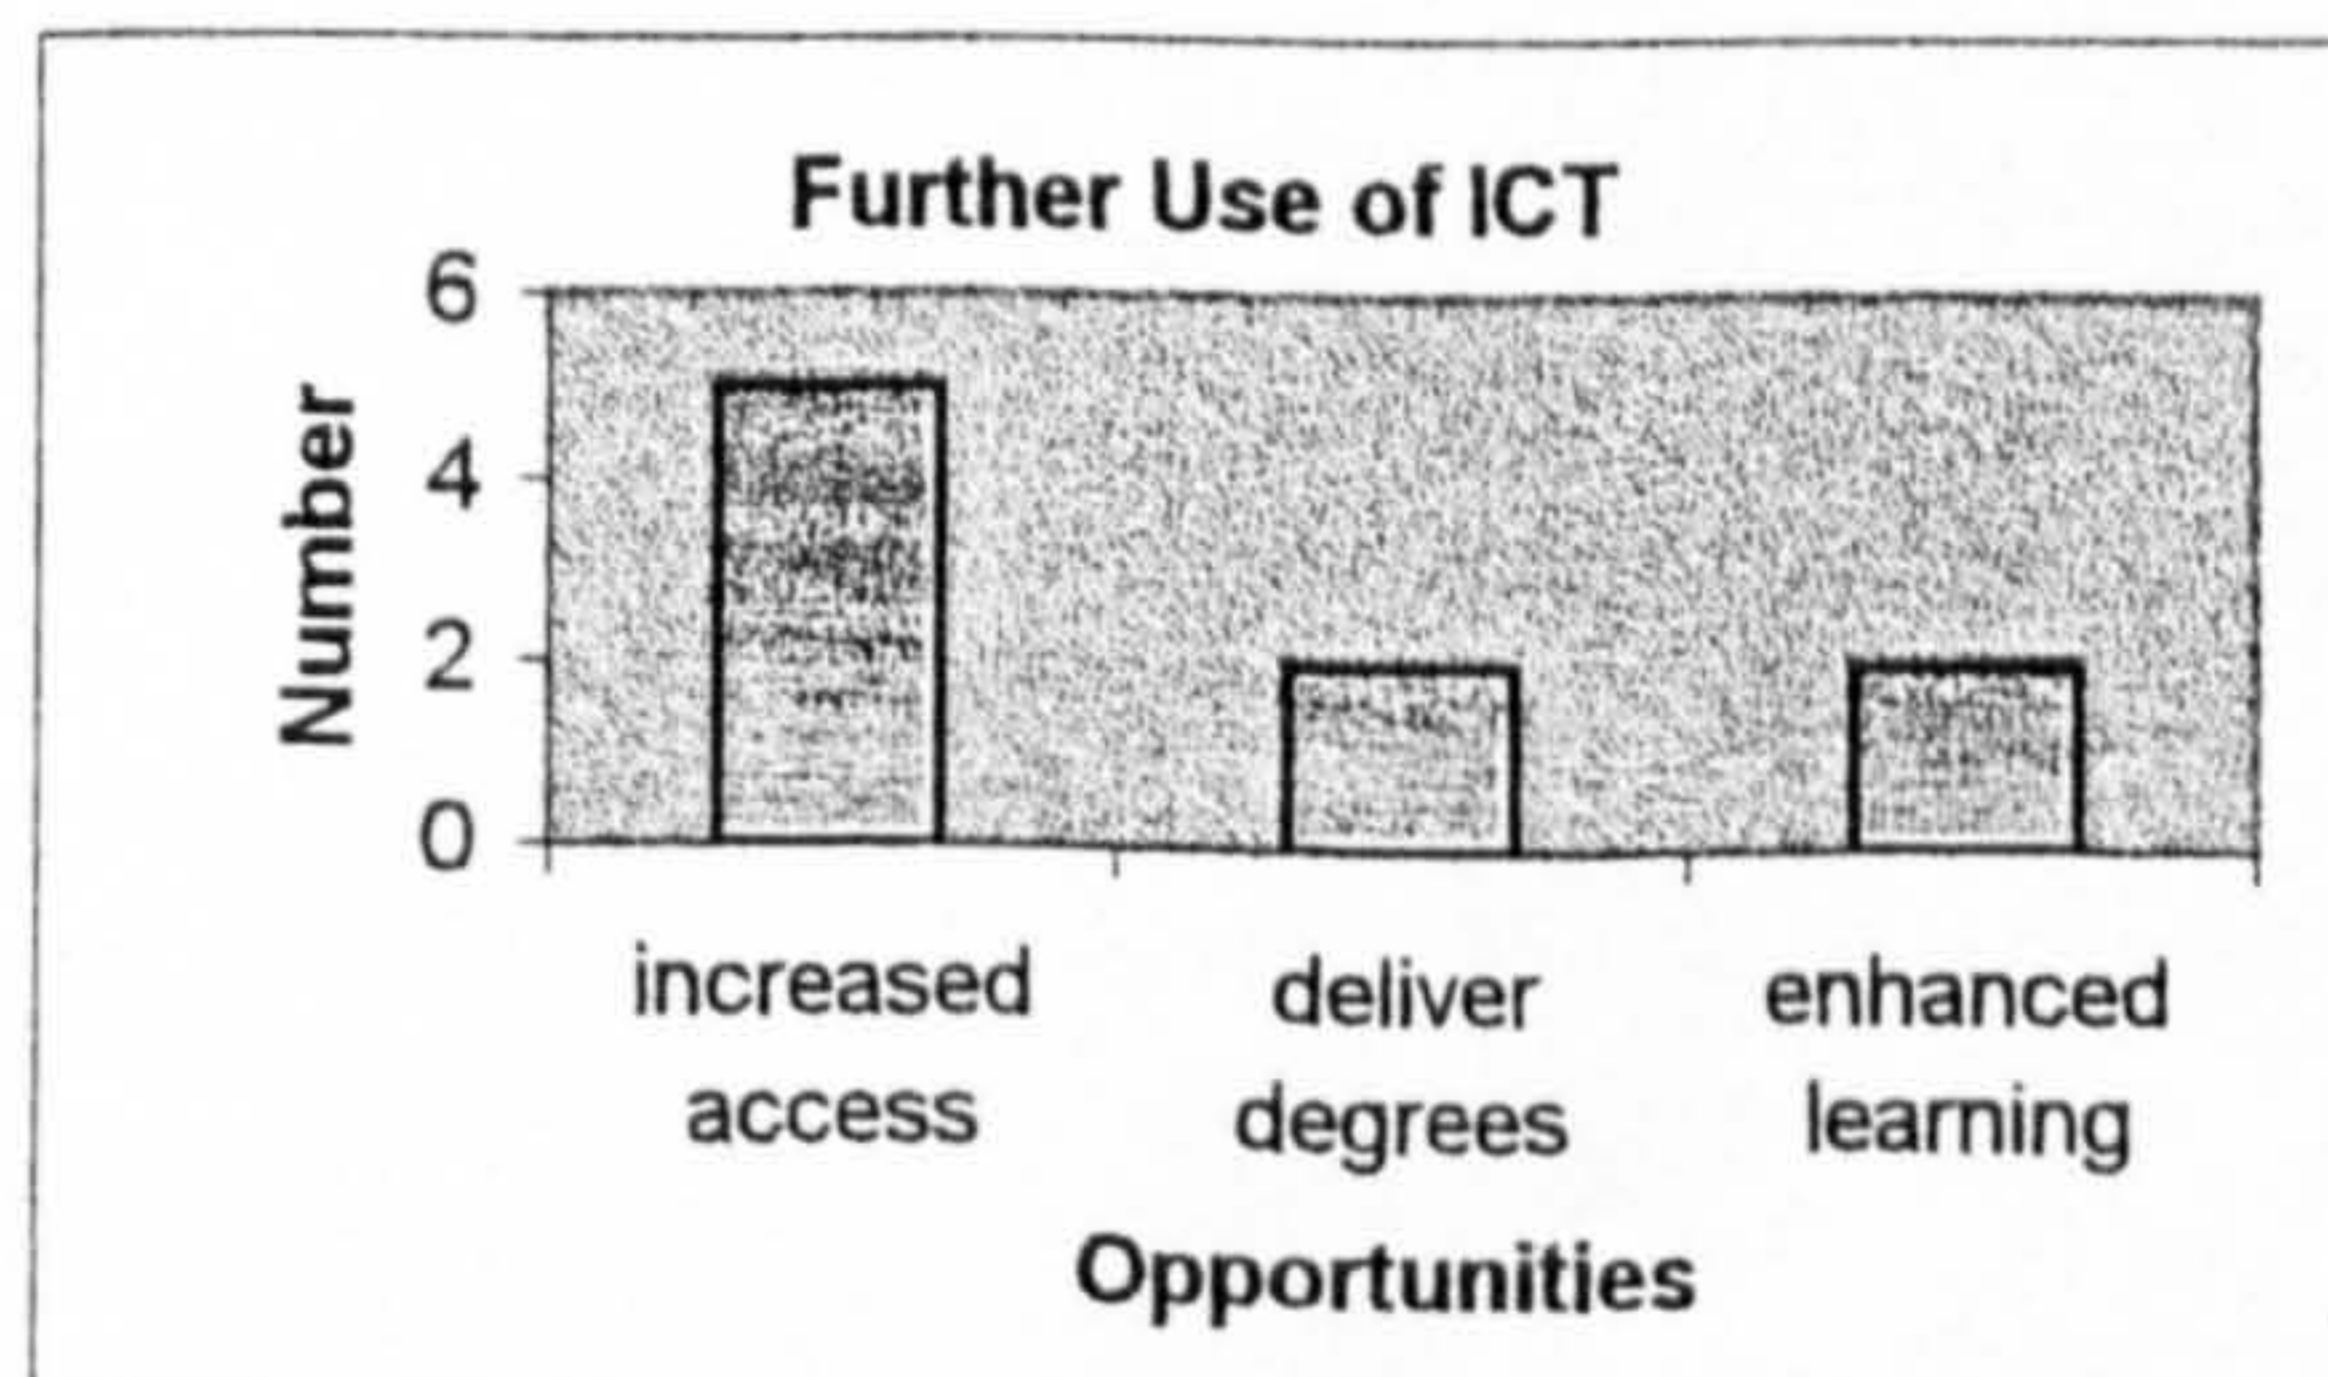 Further Use of ICT
6
4
2
0
Number
increased access
deliver degrees
enhanced learning
Opportunities